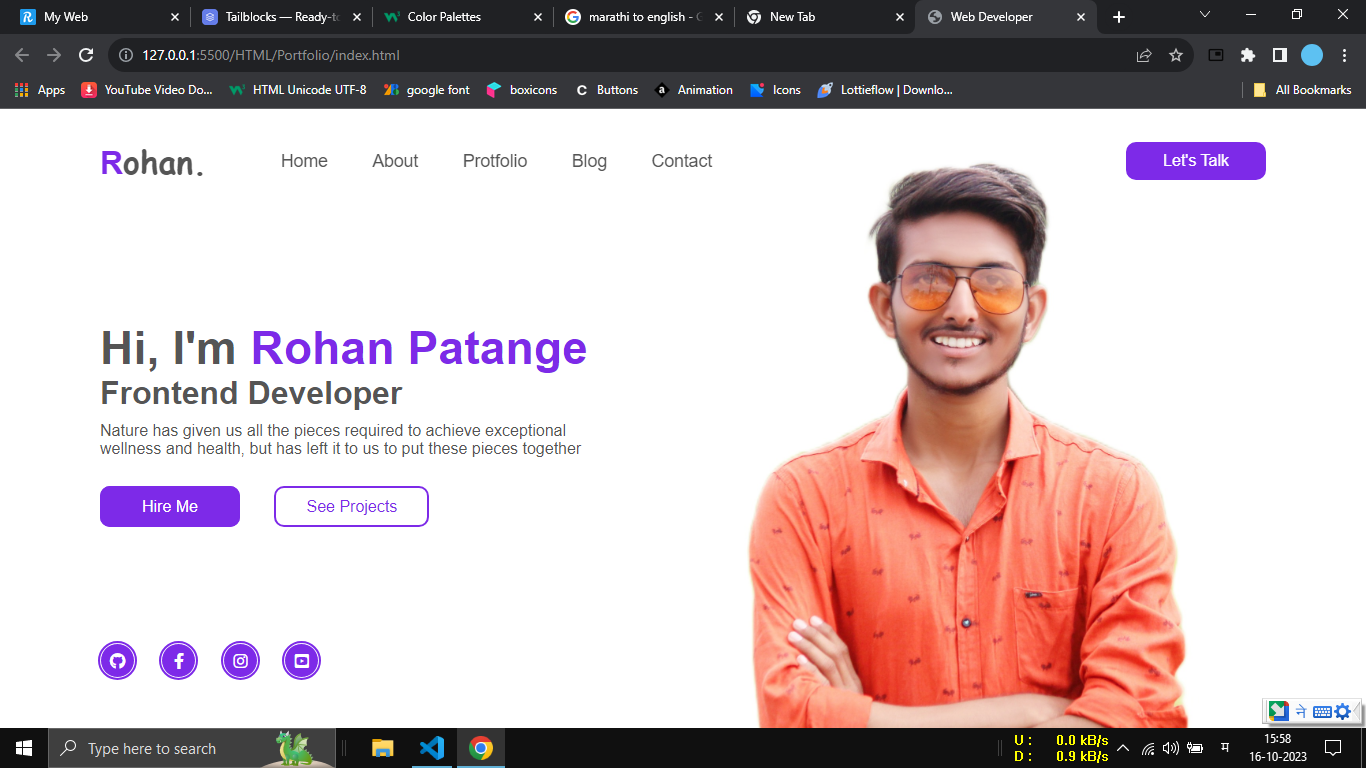 My Web
Tailblocks — Ready-to
Color Palettes
marathi to english - G
New Tab
Web Developer
127.0.0.1:5500/HTML/Portfolio/index.html
Apps
YouTube Video Do...
HTML Unicode UTF-8
google font
boxicons
Buttons
Animation
Icons
Lottieflow | Downlo...
All Bookmarks
Rohan.
Home
About
Protfolio
Blog
Contact
Let's Talk
Hi, I'm Rohan Patange
Frontend Developer
Nature has given us all the pieces required to achieve exceptional
wellness and health, but has left it to us to put these pieces together
Hire Me
See Projects
Type here to search
U : 0.0 kB/s
D : 0.9 kB/s
म
15:58
16-10-2023